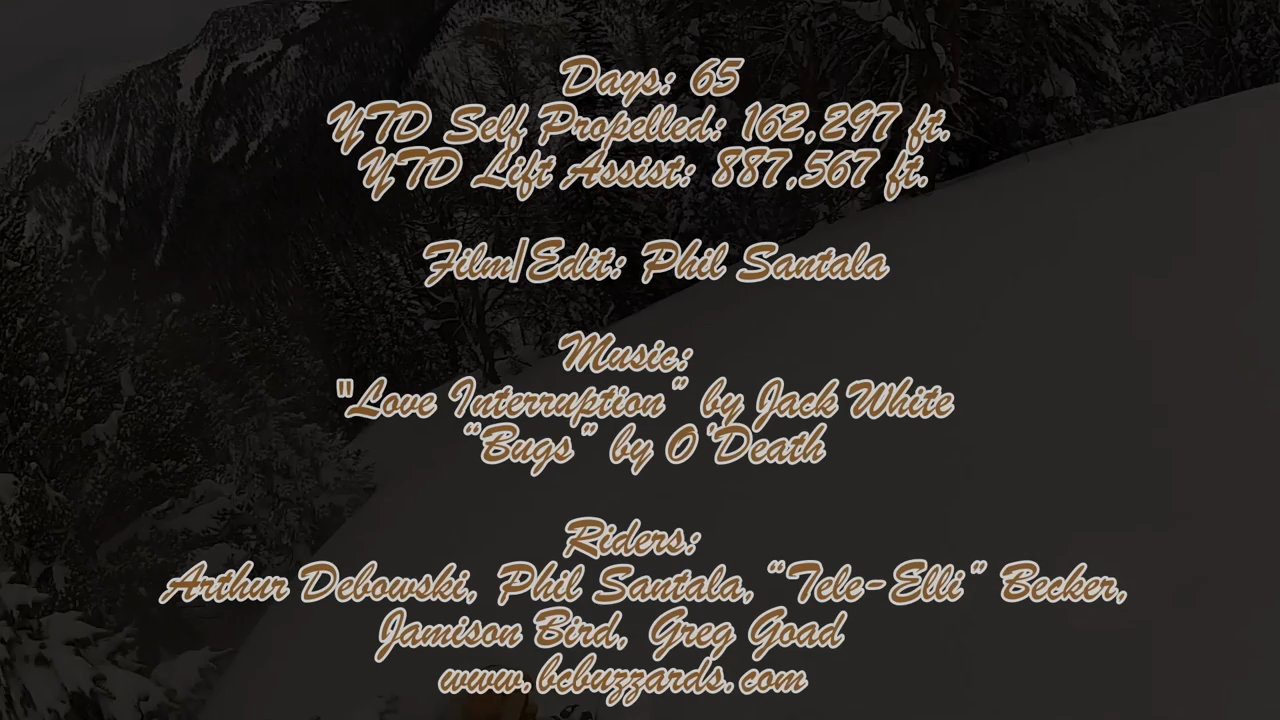 Days: 65
YTD Self Propelled: 162,297 ft.
YTD Lift Assist: 887,567 ft.
Film/Edit: Phil Santala
Music:
"Love Interruption” by Jack White
“Bugs” by O'Death
Riders:
Arthur Debowski, Phil Santala, “Tele-Elli” Becker,
Jamison Bird, Greg Goad
www.bcbuzzards.com